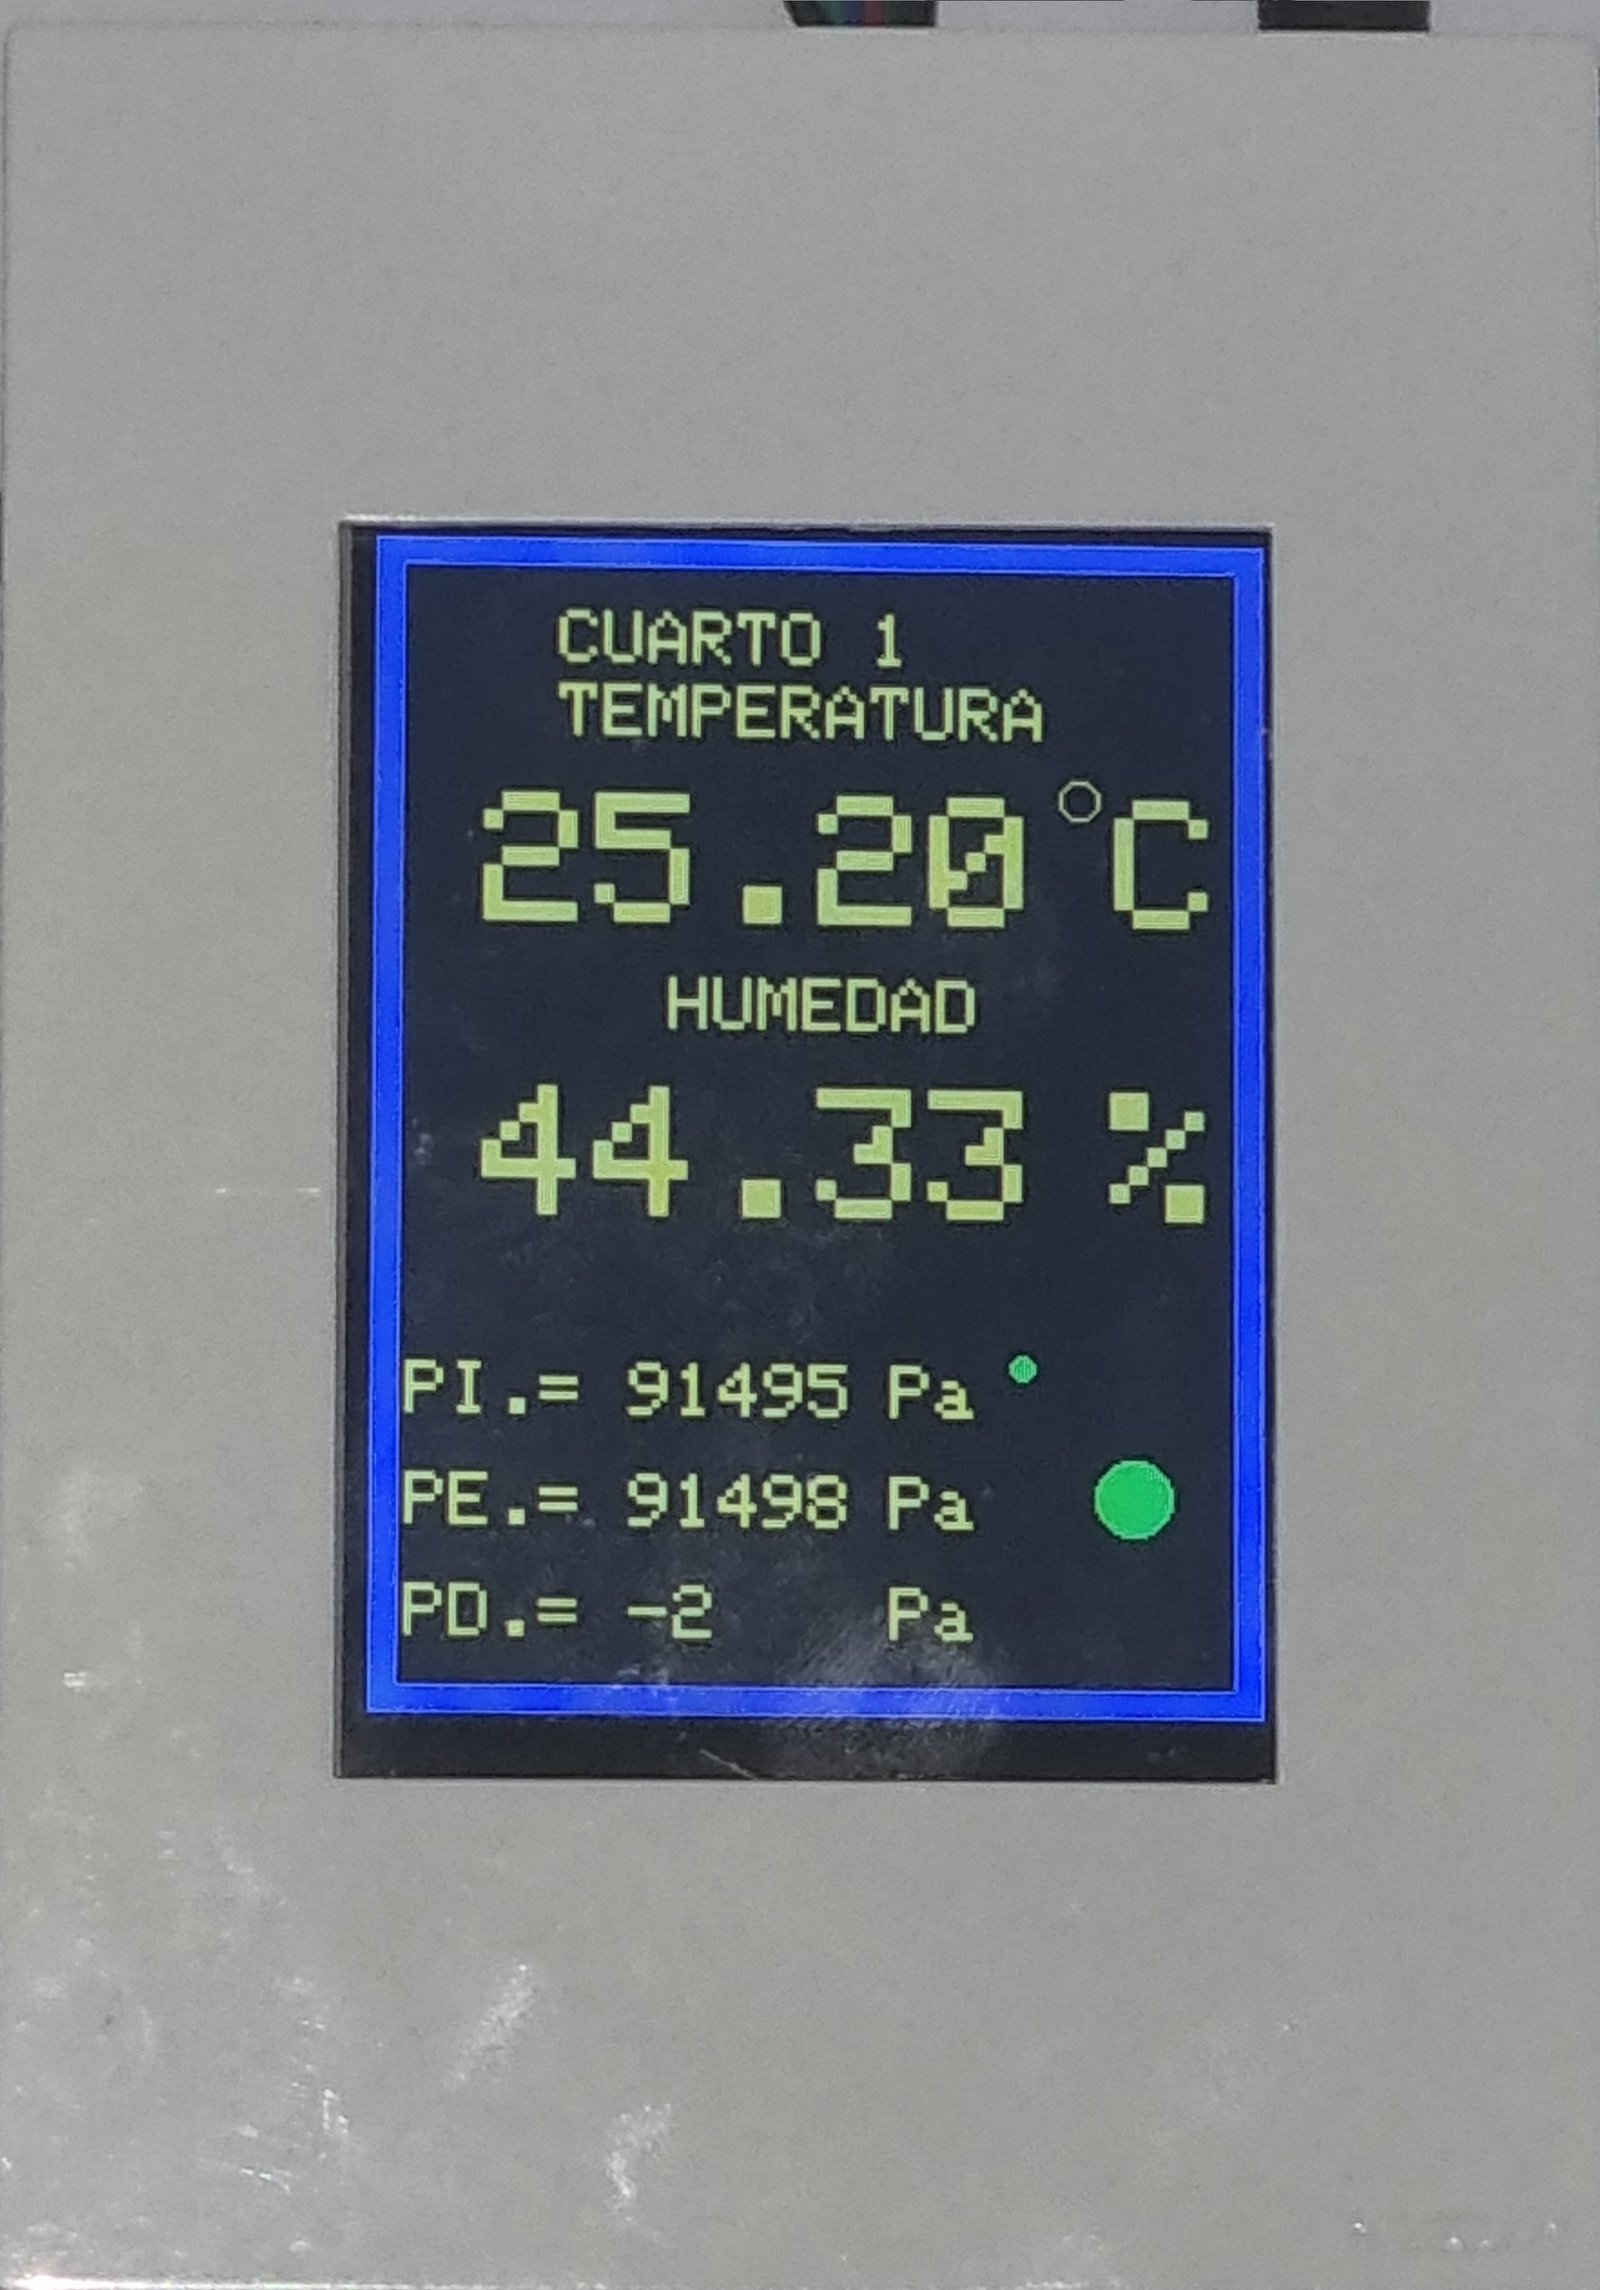 CUARTO 1
TEMPERATURA
25.20°C
HUMEDAD
44.33 %
PI.= 91495 Pa
PE.= 91498 Pa
PD.= -2 Pa